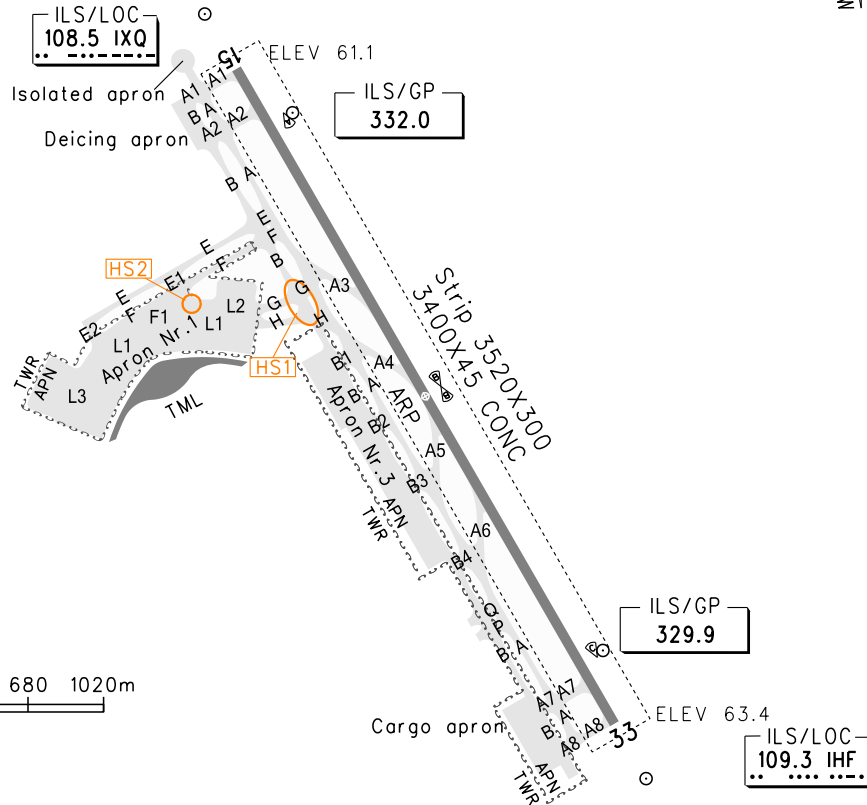 ILS/LOC
108.5 IXQ
ELEV 61.1
15
Isolated apron
A1
A1
ILS/GP
332.0
B A
A2
A2
Deicing apron
B A
E
F
B
E
F
HS2
E1
E
F
G
A3
L2
G
H
H
F1
L1
Strip 3520X300
3400X45 CONC
E2
L1
Apron Nr.1
HS1
B1
A4
TWR
APN
L3
TML
B A
ARP
B2
Apron Nr.3
A5
B3
APN
TWR
A6
B4
Q
P
B A
ILS/GP
329.9
680 1020m
A7
A7
Cargo apron
B A
A8
A8
33
ELEV 63.4
APN
TWR
ILS/LOC
109.3 IHF